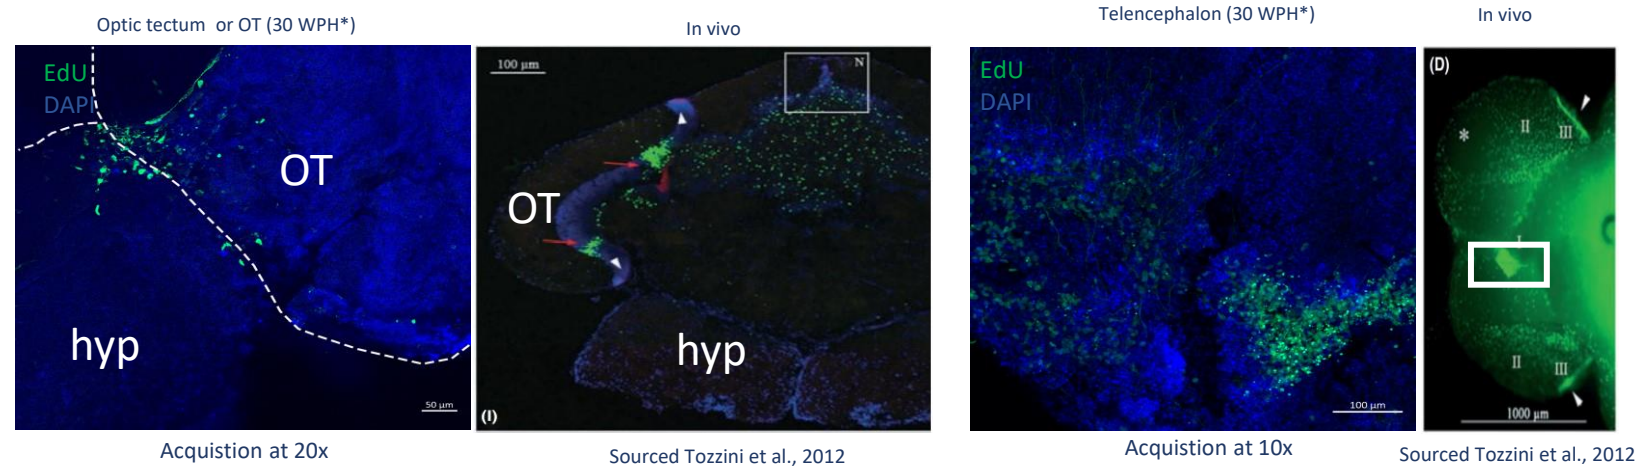 Optic tectum or OT (30 WPH*)
In vivo
Telencephalon (30 WPH*)
In vivo
EdU
DAPI
OT
hyp
50 µm
100 µm
N
OT
hyp
(I)
EdU
DAPI
100 µm
(D)
*
II
III
I
II
III
1000 µm
Acquistion at 20x
Sourced Tozzini et al., 2012
Acquistion at 10x
Sourced Tozzini et al., 2012